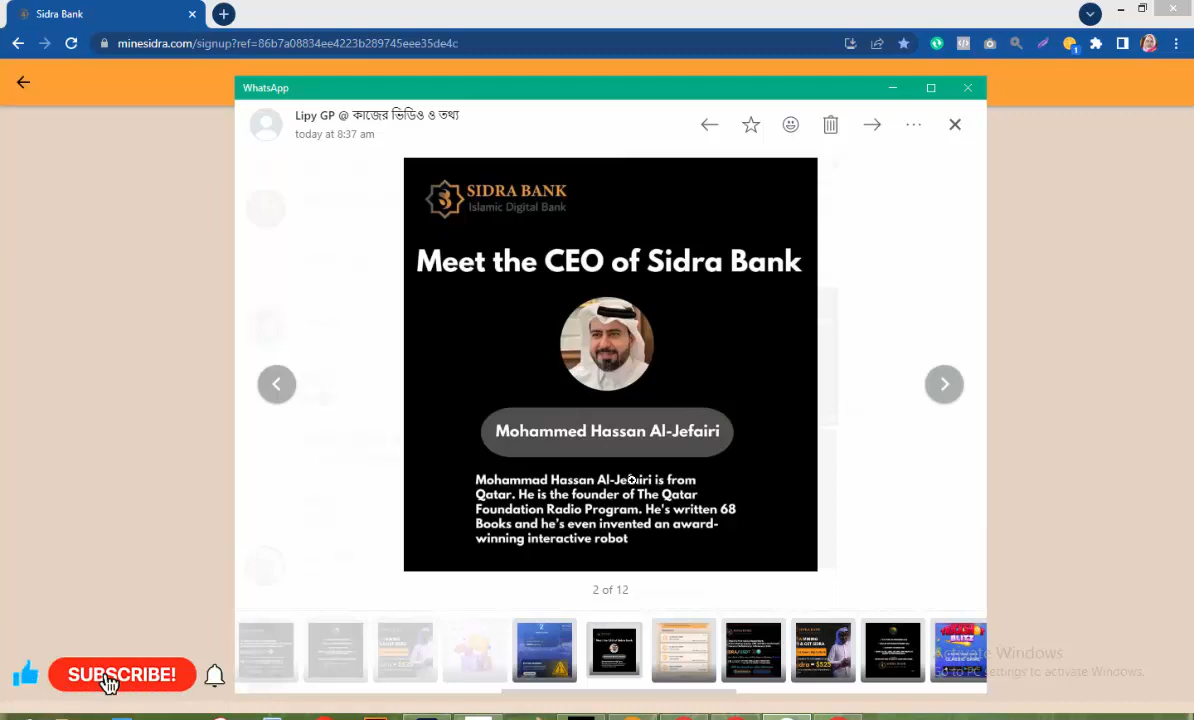 Sidra Bank
minesidra.com/signup?ref=86b7a08834ee4223b289745eee35de4c
1
WhatsApp
Lipy GP @ কাজের ভিডিও ও তথ্য
today at 8:37 am
SIDRA BANK
Islamic Digital Bank
Meet the CEO of Sidra Bank
Mohammed Hassan Al-Jefairi
Mohammad Hassan Al-Jefairi is from
Qatar. He is the founder of The Qatar
Foundation Radio Program. He's written 68
Books and he's even invented an award-
winning interactive robot
2 of 12
SIDRA BANK
Activate Windows
Go to PC settings to activate Windows.
SUBSCRIBE!